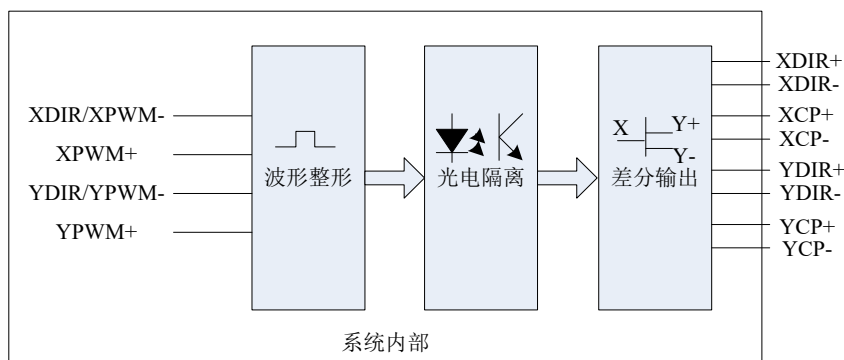 XDIR/XPWM-
XPWM+
YDIR/YPWM-
YPWM+
波形整形
光电隔离
X
Y+
Y-
差分输出
XDIR+
XDIR-
XCP+
XCP-
YDIR+
YDIR-
YCP+
YCP-
系统内部